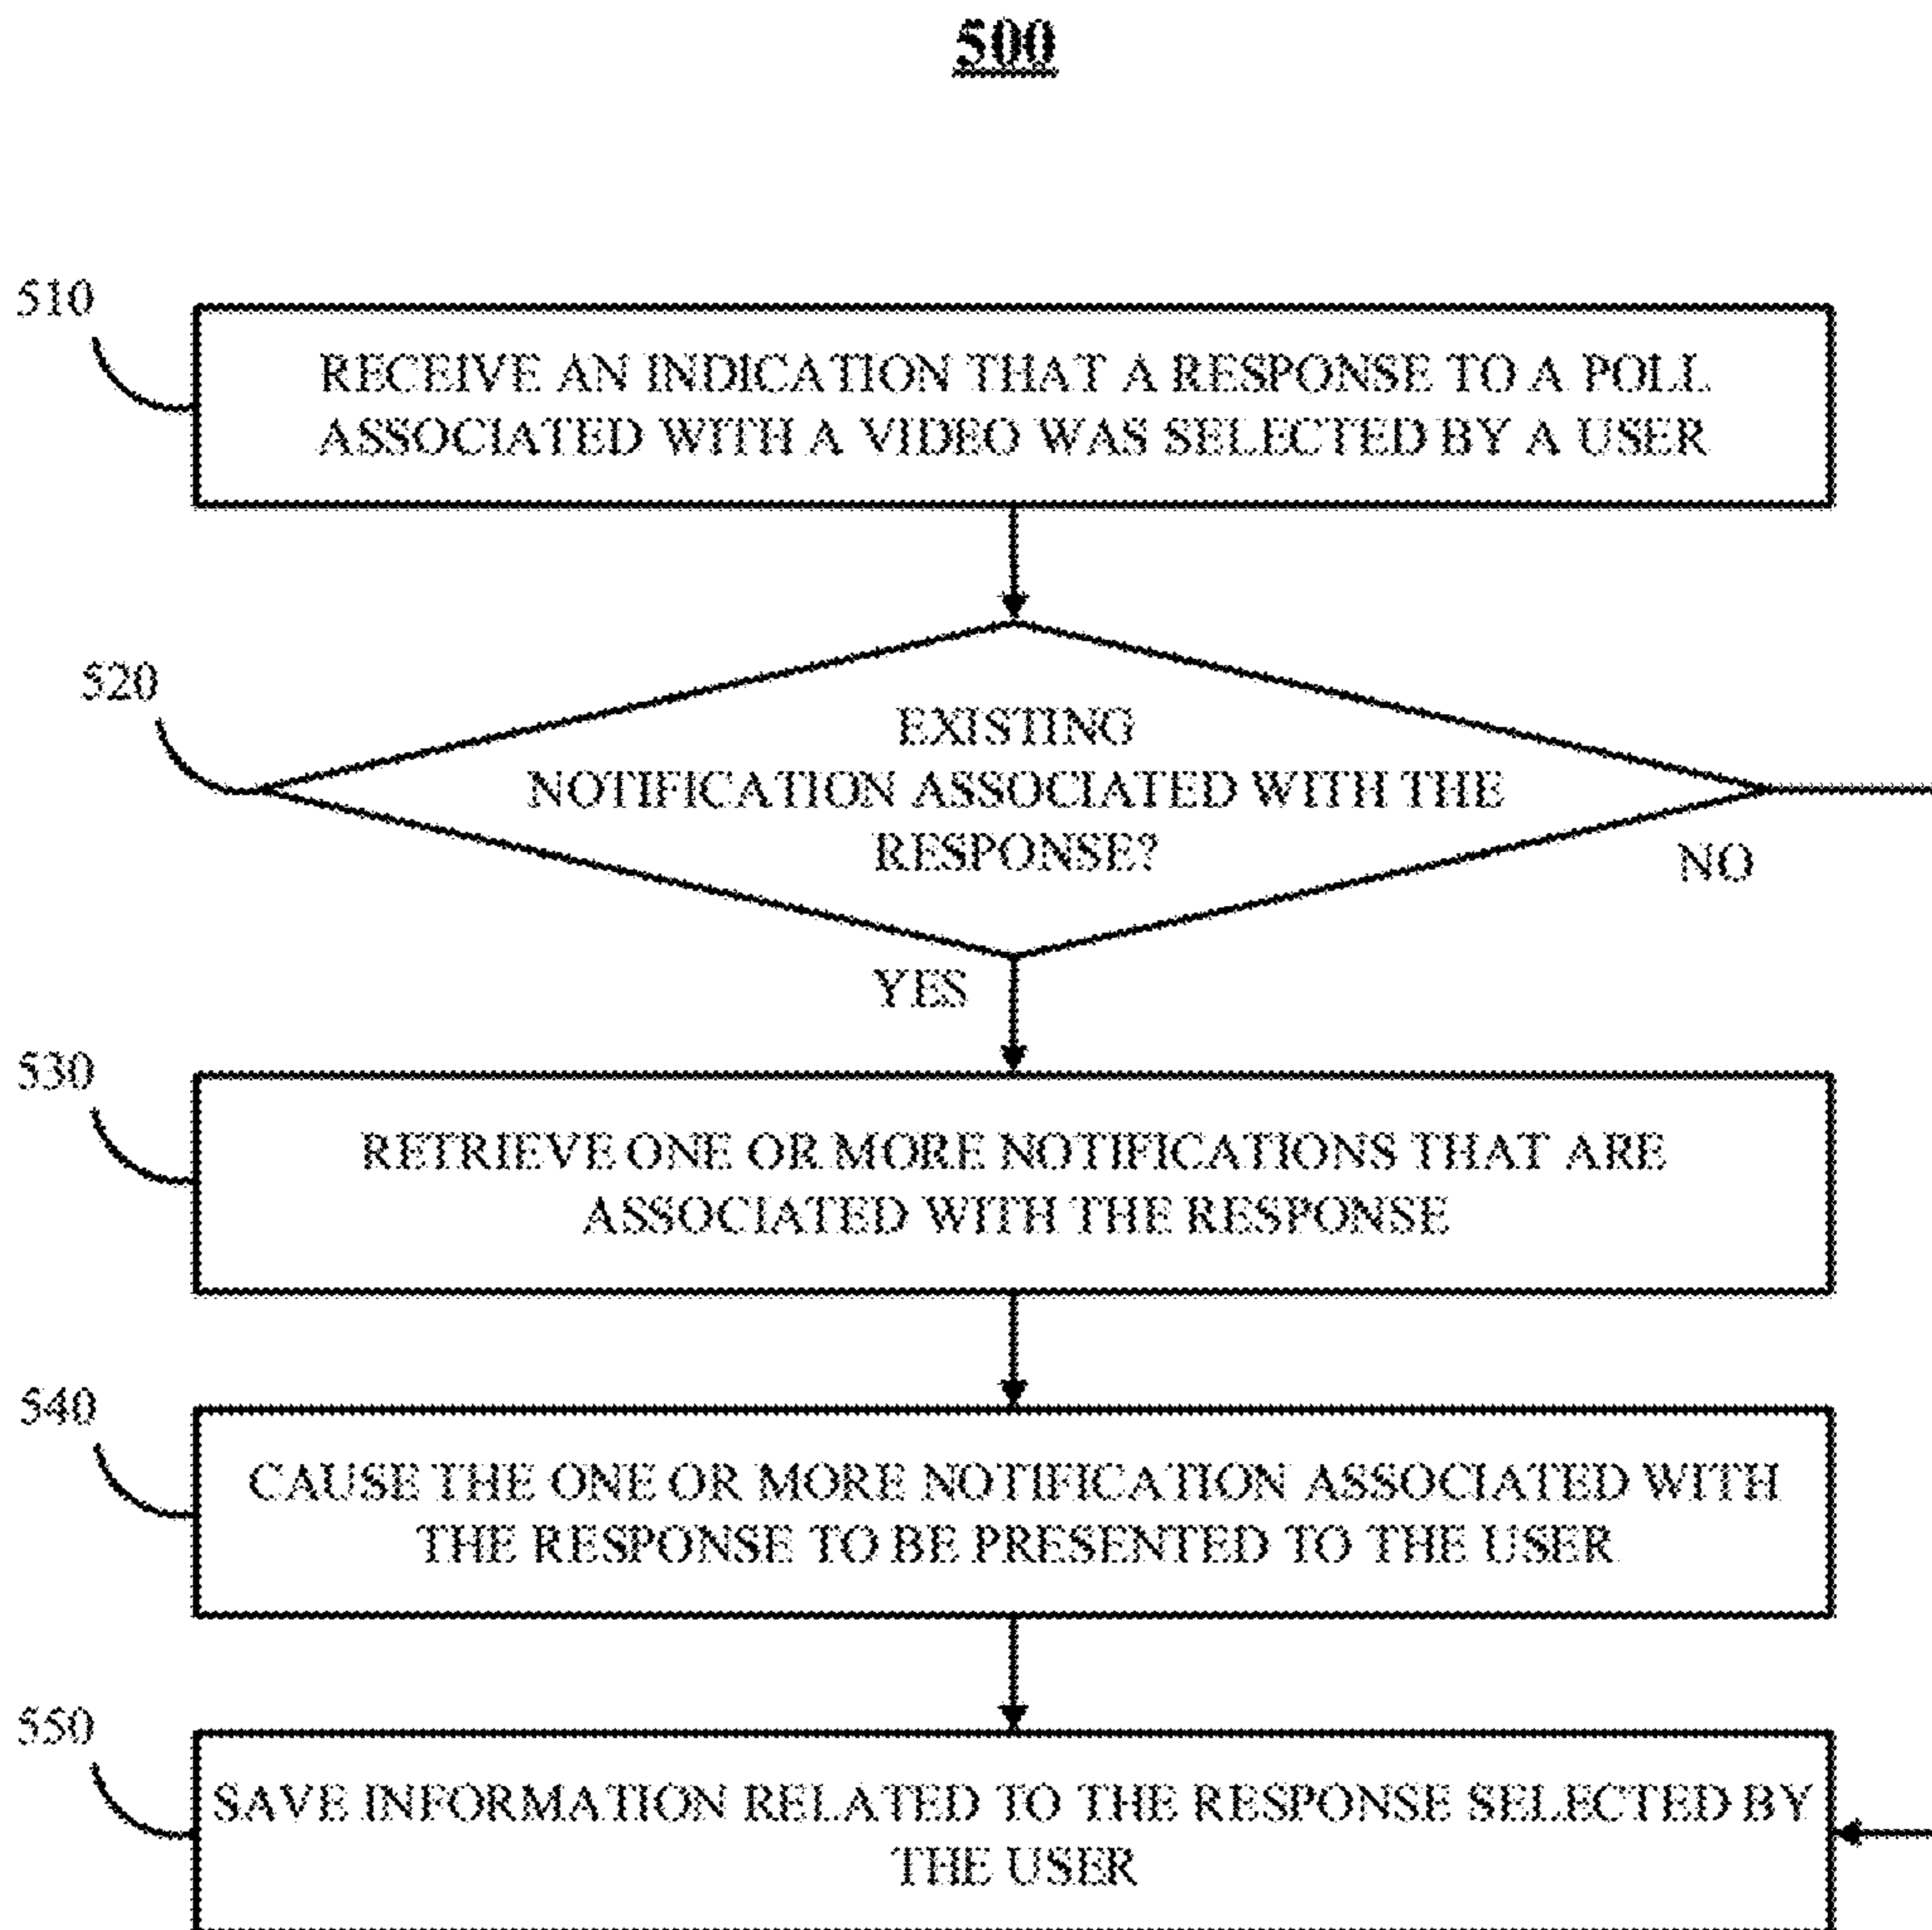 500
510
RECEIVE AN INDICATION THAT A RESPONSE TO A POLL
ASSOCIATED WITH A VIDEO WAS SELECTED BY A USER
520
EXISTING
NOTIFICATION ASSOCIATED WITH THE
RESPONSE?
NO
YES
530
RETRIEVE ONE OR MORE NOTIFICATIONS THAT ARE
ASSOCIATED WITH THE RESPONSE
540
CAUSE THE ONE OR MORE NOTIFICATION ASSOCIATED WITH
THE RESPONSE TO BE PRESENTED TO THE USER
550
SAVE INFORMATION RELATED TO THE RESPONSE SELECTED BY
THE USER